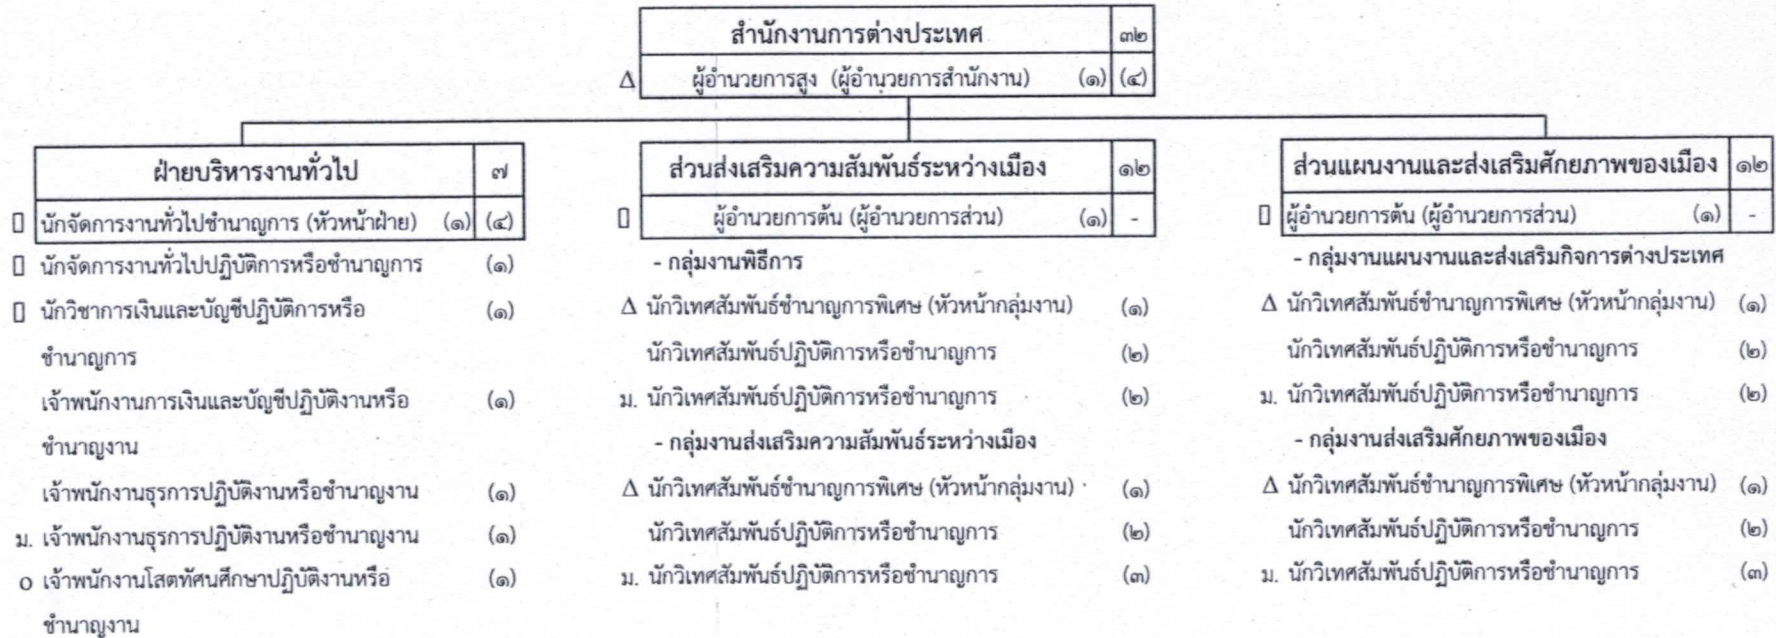 สำนักงานการต่างประเทศ ๓๒
Δ ผู้อำนวยการสูง (ผู้อำนวยการสำนักงาน) (๑) (๔)
ฝ่ายบริหารงานทั่วไป ๗
▯ นักจัดการงานทั่วไปชำนาญการ (หัวหน้าฝ่าย) (๑) (๔)
▯ นักจัดการงานทั่วไปปฏิบัติการหรือชำนาญการ (๑)
▯ นักวิชาการเงินและบัญชีปฏิบัติการหรือ (๑)
ชำนาญการ
เจ้าพนักงานการเงินและบัญชีปฏิบัติงานหรือ (๑)
ชำนาญงาน
เจ้าพนักงานธุรการปฏิบัติงานหรือชำนาญงาน (๑)
ม. เจ้าพนักงานธุรการปฏิบัติงานหรือชำนาญงาน (๑)
o เจ้าพนักงานโสตทัศนศึกษาปฏิบัติงานหรือ (๑)
ชำนาญงาน
ส่วนส่งเสริมความสัมพันธ์ระหว่างเมือง ๑๒
▯ ผู้อำนวยการต้น (ผู้อำนวยการส่วน) (๑) -
- กลุ่มงานพิธีการ
Δ นักวิเทศสัมพันธ์ชำนาญการพิเศษ (หัวหน้ากลุ่มงาน) (๑)
นักวิเทศสัมพันธ์ปฏิบัติการหรือชำนาญการ (๒)
ม. นักวิเทศสัมพันธ์ปฏิบัติการหรือชำนาญการ (๒)
- กลุ่มงานส่งเสริมความสัมพันธ์ระหว่างเมือง
Δ นักวิเทศสัมพันธ์ชำนาญการพิเศษ (หัวหน้ากลุ่มงาน) (๑)
นักวิเทศสัมพันธ์ปฏิบัติการหรือชำนาญการ (๒)
ม. นักวิเทศสัมพันธ์ปฏิบัติการหรือชำนาญการ (๓)
ส่วนแผนงานและส่งเสริมศักยภาพของเมือง ๑๒
▯ ผู้อำนวยการต้น (ผู้อำนวยการส่วน) (๑) -
- กลุ่มงานแผนงานและส่งเสริมกิจการต่างประเทศ
Δ นักวิเทศสัมพันธ์ชำนาญการพิเศษ (หัวหน้ากลุ่มงาน) (๑)
นักวิเทศสัมพันธ์ปฏิบัติการหรือชำนาญการ (๒)
ม. นักวิเทศสัมพันธ์ปฏิบัติการหรือชำนาญการ (๒)
- กลุ่มงานส่งเสริมศักยภาพของเมือง
Δ นักวิเทศสัมพันธ์ชำนาญการพิเศษ (หัวหน้ากลุ่มงาน) (๑)
นักวิเทศสัมพันธ์ปฏิบัติการหรือชำนาญการ (๒)
ม. นักวิเทศสัมพันธ์ปฏิบัติการหรือชำนาญการ (๓)